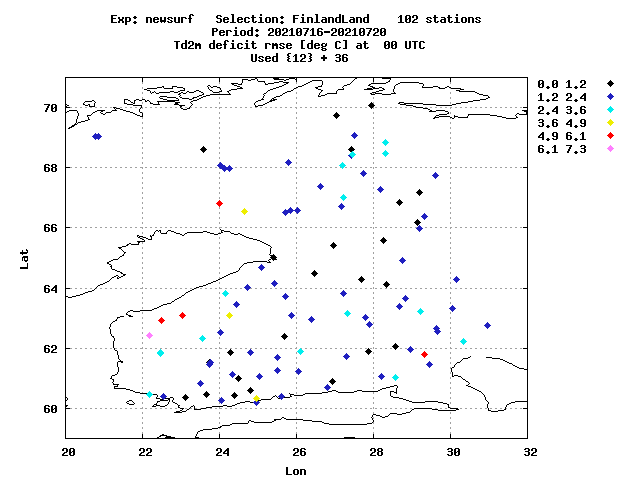 Exp: newsurf   Selection: FinlandLand    102 stations
Period: 20210716-20210720
Td2m deficit rmse [deg C] at  00 UTC
Used {12} + 36
0.0 1.2
1.2 2.4
2.4 3.6
3.6 4.9
4.9 6.1
6.1 7.3
70
68
66
64
62
60
Lat
20 22 24 26 28 30 32
Lon